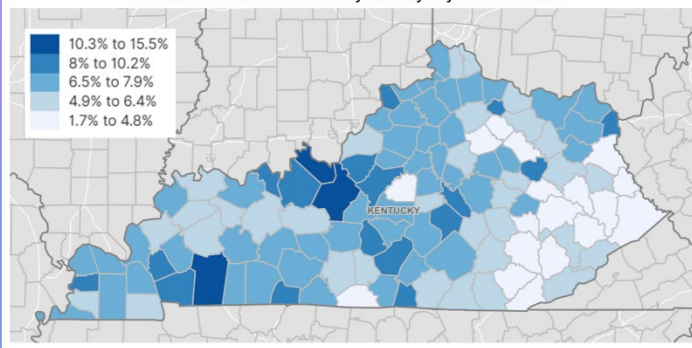 10.3% to 15.5%
8% to 10.2%
6.5% to 7.9%
4.9% to 6.4%
1.7% to 4.8%
KENTUCKY